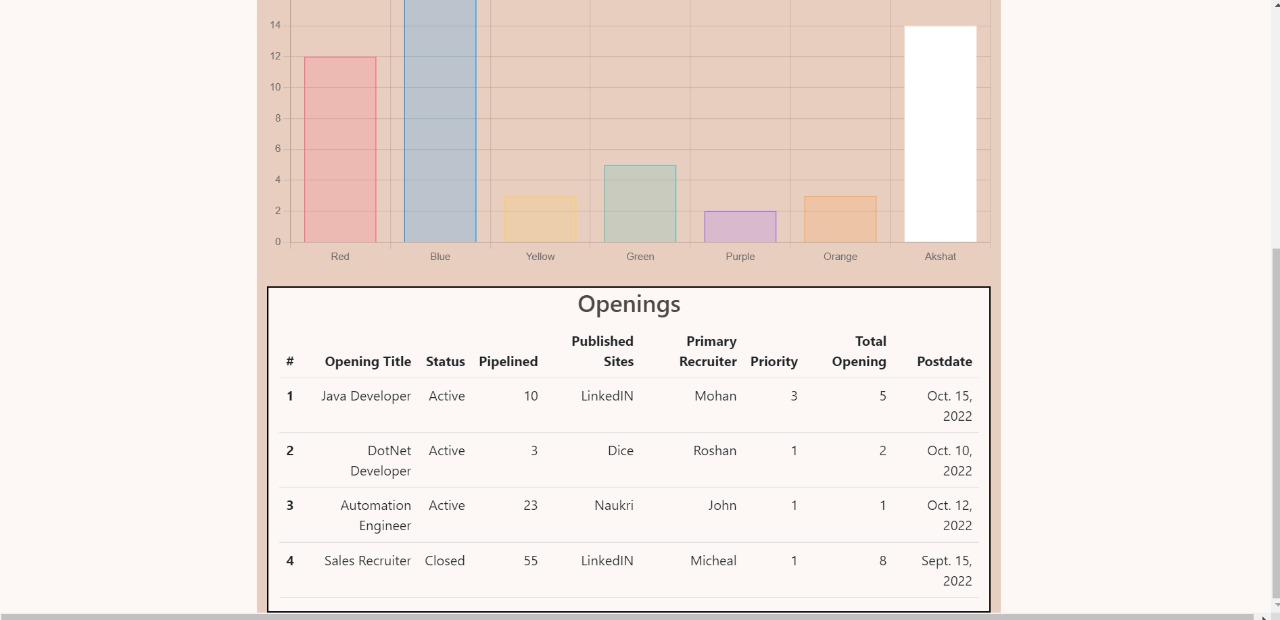 14
12
10
8
6
4
2
0
Red Blue Yellow Green Purple Orange Akshat
Openings
# Opening Title Status Pipelined Published Sites Primary Recruiter Priority Total Opening Postdate
1 Java Developer Active 10 LinkedIN Mohan 3 5 Oct. 15, 2022
2 DotNet Developer Active 3 Dice Roshan 1 2 Oct. 10, 2022
3 Automation Engineer Active 23 Naukri John 1 1 Oct. 12, 2022
4 Sales Recruiter Closed 55 LinkedIN Micheal 1 8 Sept. 15, 2022